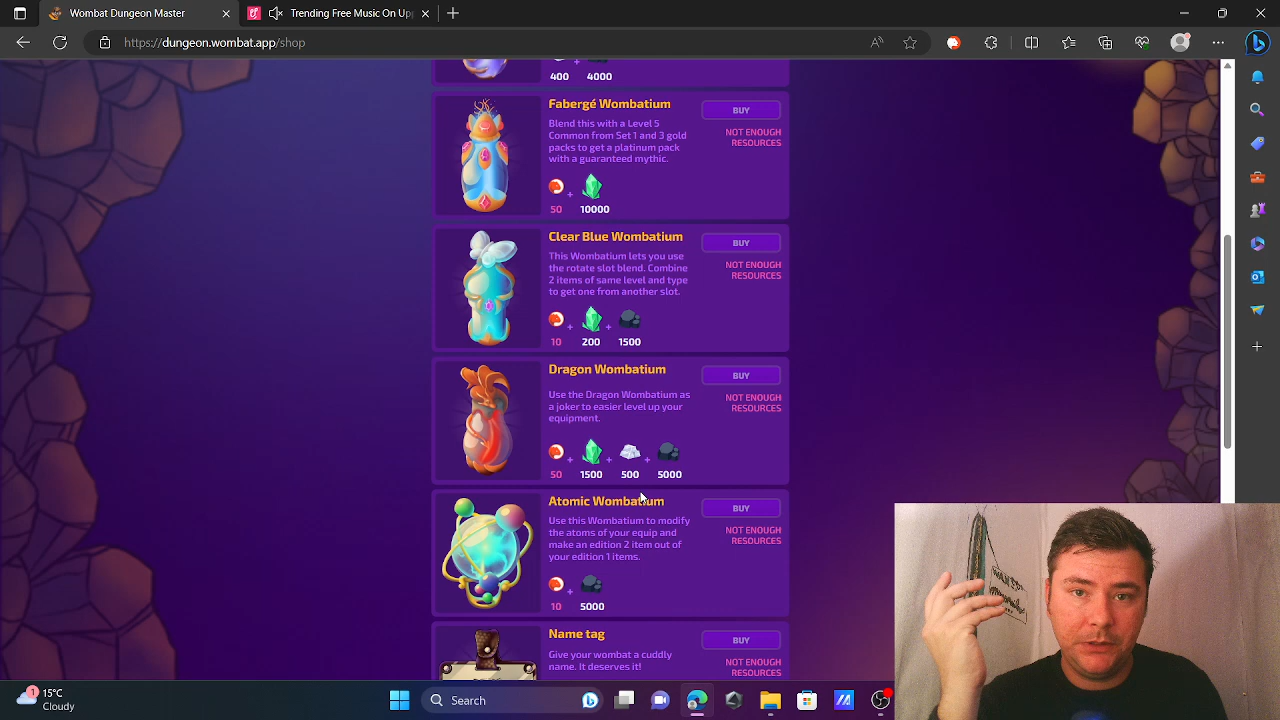 Wombat Dungeon Master
Trending Free Music On Up
https://dungeon.wombat.app/shop
400 + 4000
Fabergé Wombatium
BUY
Blend this with a Level 5
Common from Set 1 and 3 gold
packs to get a platinum pack
with a guaranteed mythic.
NOT ENOUGH
RESOURCES
+
50 10000
Clear Blue Wombatium
BUY
This Wombatium lets you use
the rotate slot blend. Combine
2 items of same level and type
to get one from another slot.
NOT ENOUGH
RESOURCES
+ +
10 200 1500
Dragon Wombatium
BUY
Use the Dragon Wombatium as
a joker to easier level up your
equipment.
NOT ENOUGH
RESOURCES
+ + +
50 1500 500 5000
Atomic Wombatium
BUY
Use this Wombatium to modify
the atoms of your equip and
make an edition 2 item out of
your edition 1 items.
NOT ENOUGH
RESOURCES
+
10 5000
Name tag
BUY
Give your wombat a cuddly
name. It deserves it!
NOT ENOUGH
RESOURCES
1
15°C
Cloudy
Search